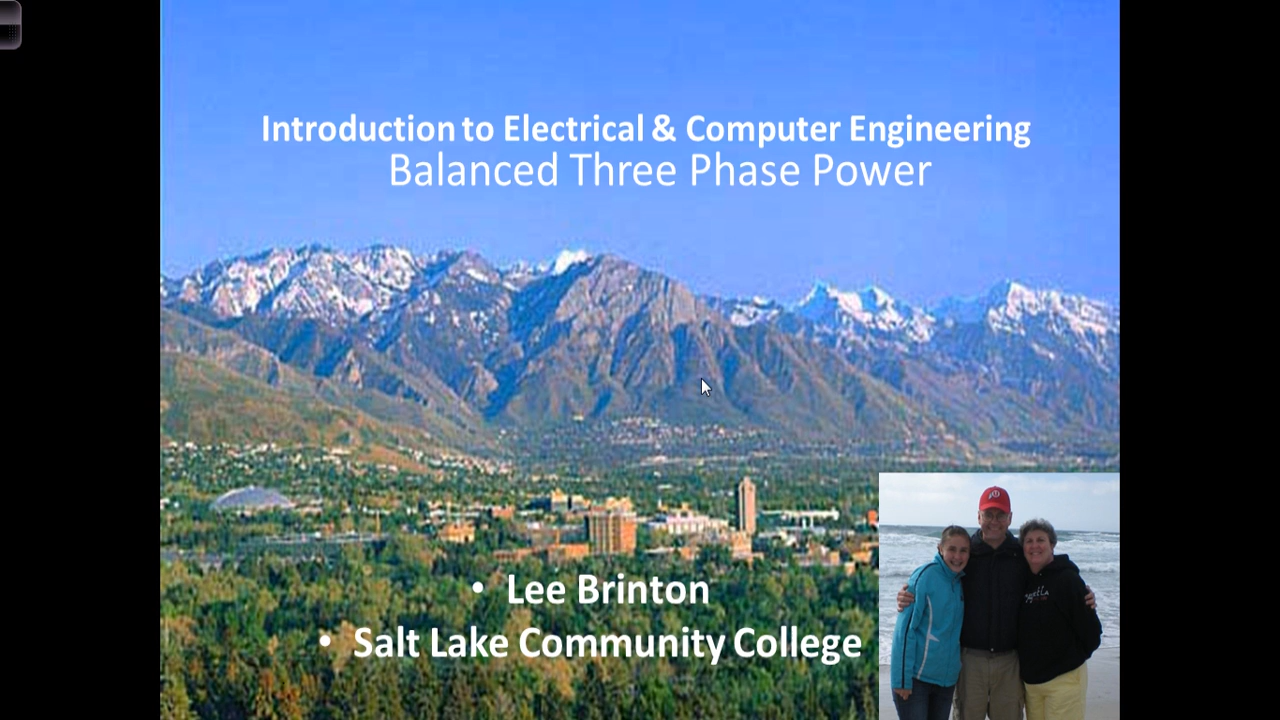 Introduction to Electrical & Computer Engineering
Balanced Three Phase Power
• Lee Brinton
• Salt Lake Community College